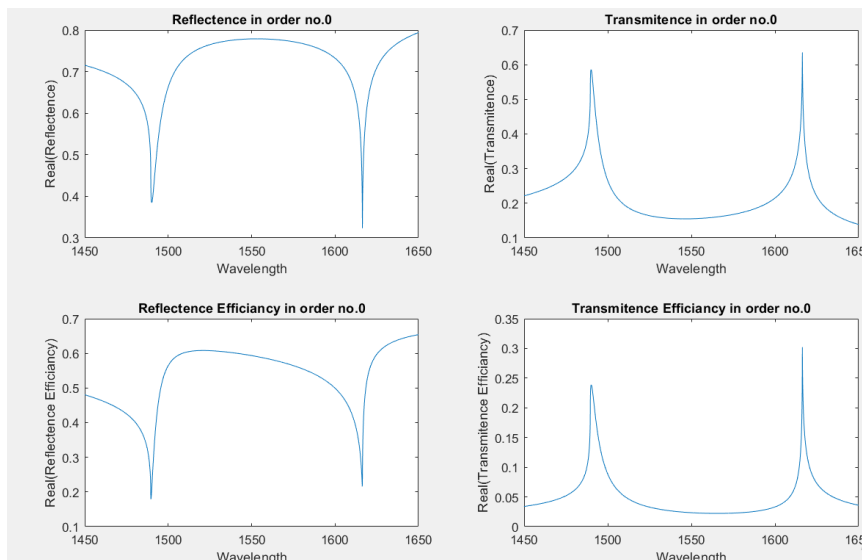 Reflectence in order no.0
0.8
0.7
0.6
0.5
0.4
0.3
Real(Reflectence)
1450 1500 1550 1600 1650
Wavelength
Transmitence in order no.0
0.7
0.6
0.5
0.4
0.3
0.2
0.1
Real(Transmitence)
1450 1500 1550 1600 1650
Wavelength
Reflectence Efficiancy in order no.0
0.7
0.6
0.5
0.4
0.3
0.2
0.1
Real(Reflectence Efficiancy)
1450 1500 1550 1600 1650
Wavelength
Transmitence Efficiancy in order no.0
0.35
0.3
0.25
0.2
0.15
0.1
0.05
0
Real(Transmitence Efficiancy)
1450 1500 1550 1600 1650
Wavelength